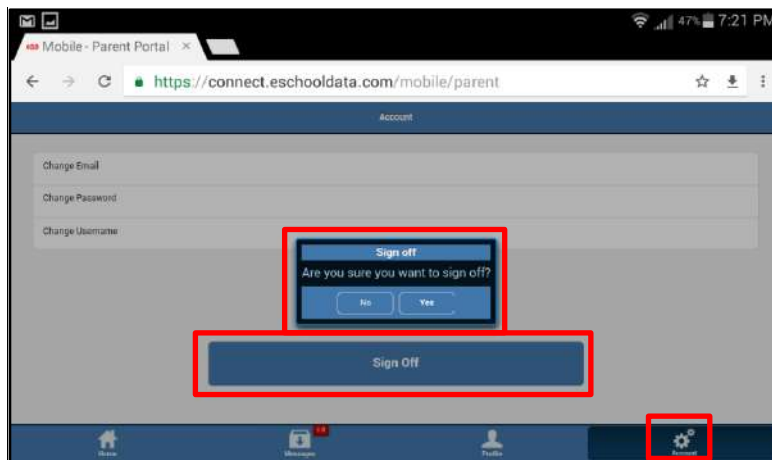 47% 7:21 PM
Mobile - Parent Portal ×
https://connect.eschooldata.com/mobile/parent
Account
Change Email
Change Password
Change Username
Sign off
Are you sure you want to sign off?
No Yes
Sign Off
Home Messages Profile Account